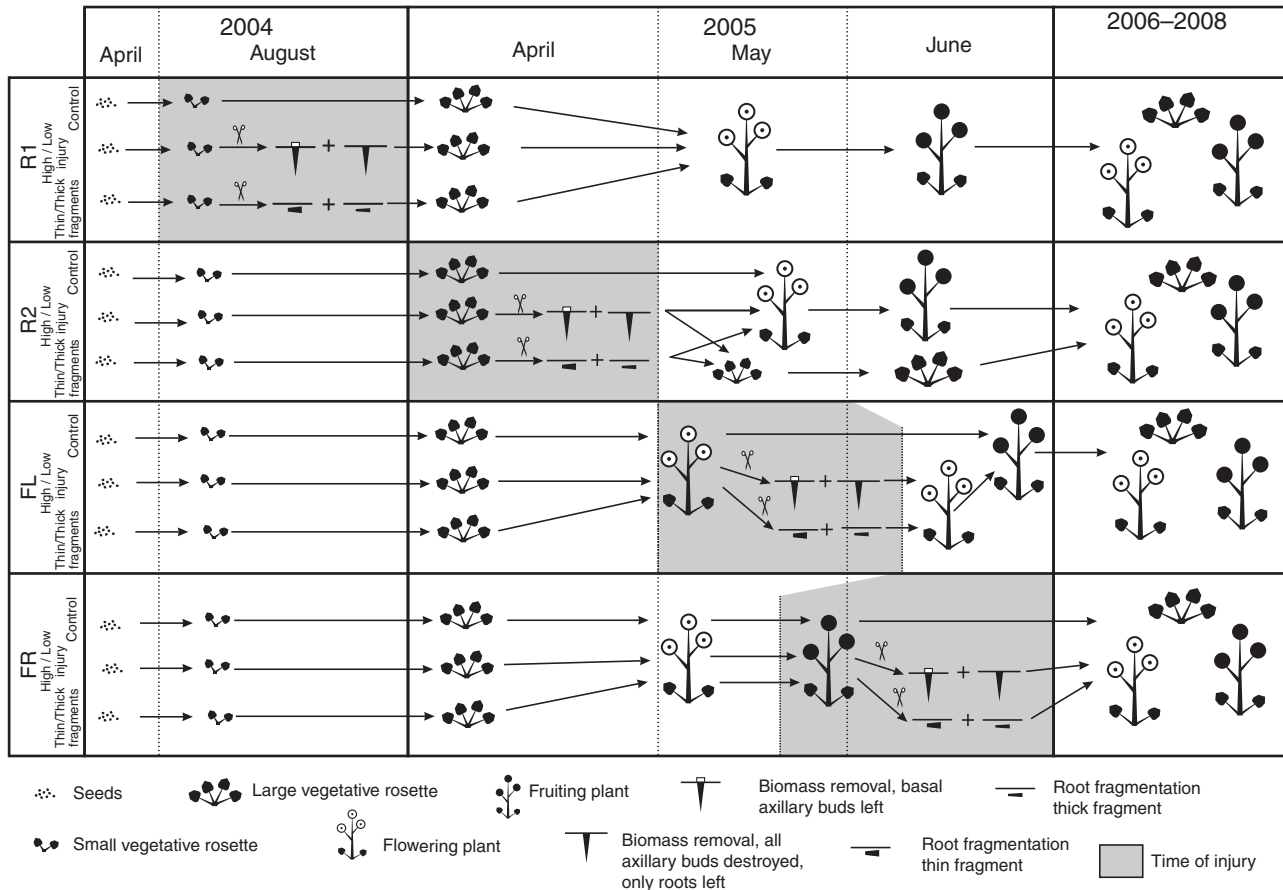 2004
2005
2006–2008
April
August
April
May
June
R1
High / Low
Thin/Thick injury Control
fragments
R2
High / Low
Thin/Thick injury Control
fragments
FL
High / Low
Thin/Thick injury Control
fragments
FR
High / Low
Thin/Thick injury Control
fragments
Seeds
Large vegetative rosette
Fruiting plant
Biomass removal, basal
axillary buds left
Root fragmentation
thick fragment
Small vegetative rosette
Flowering plant
Biomass removal, all
axillary buds destroyed,
only roots left
Root fragmentation
thin fragment
Time of injury